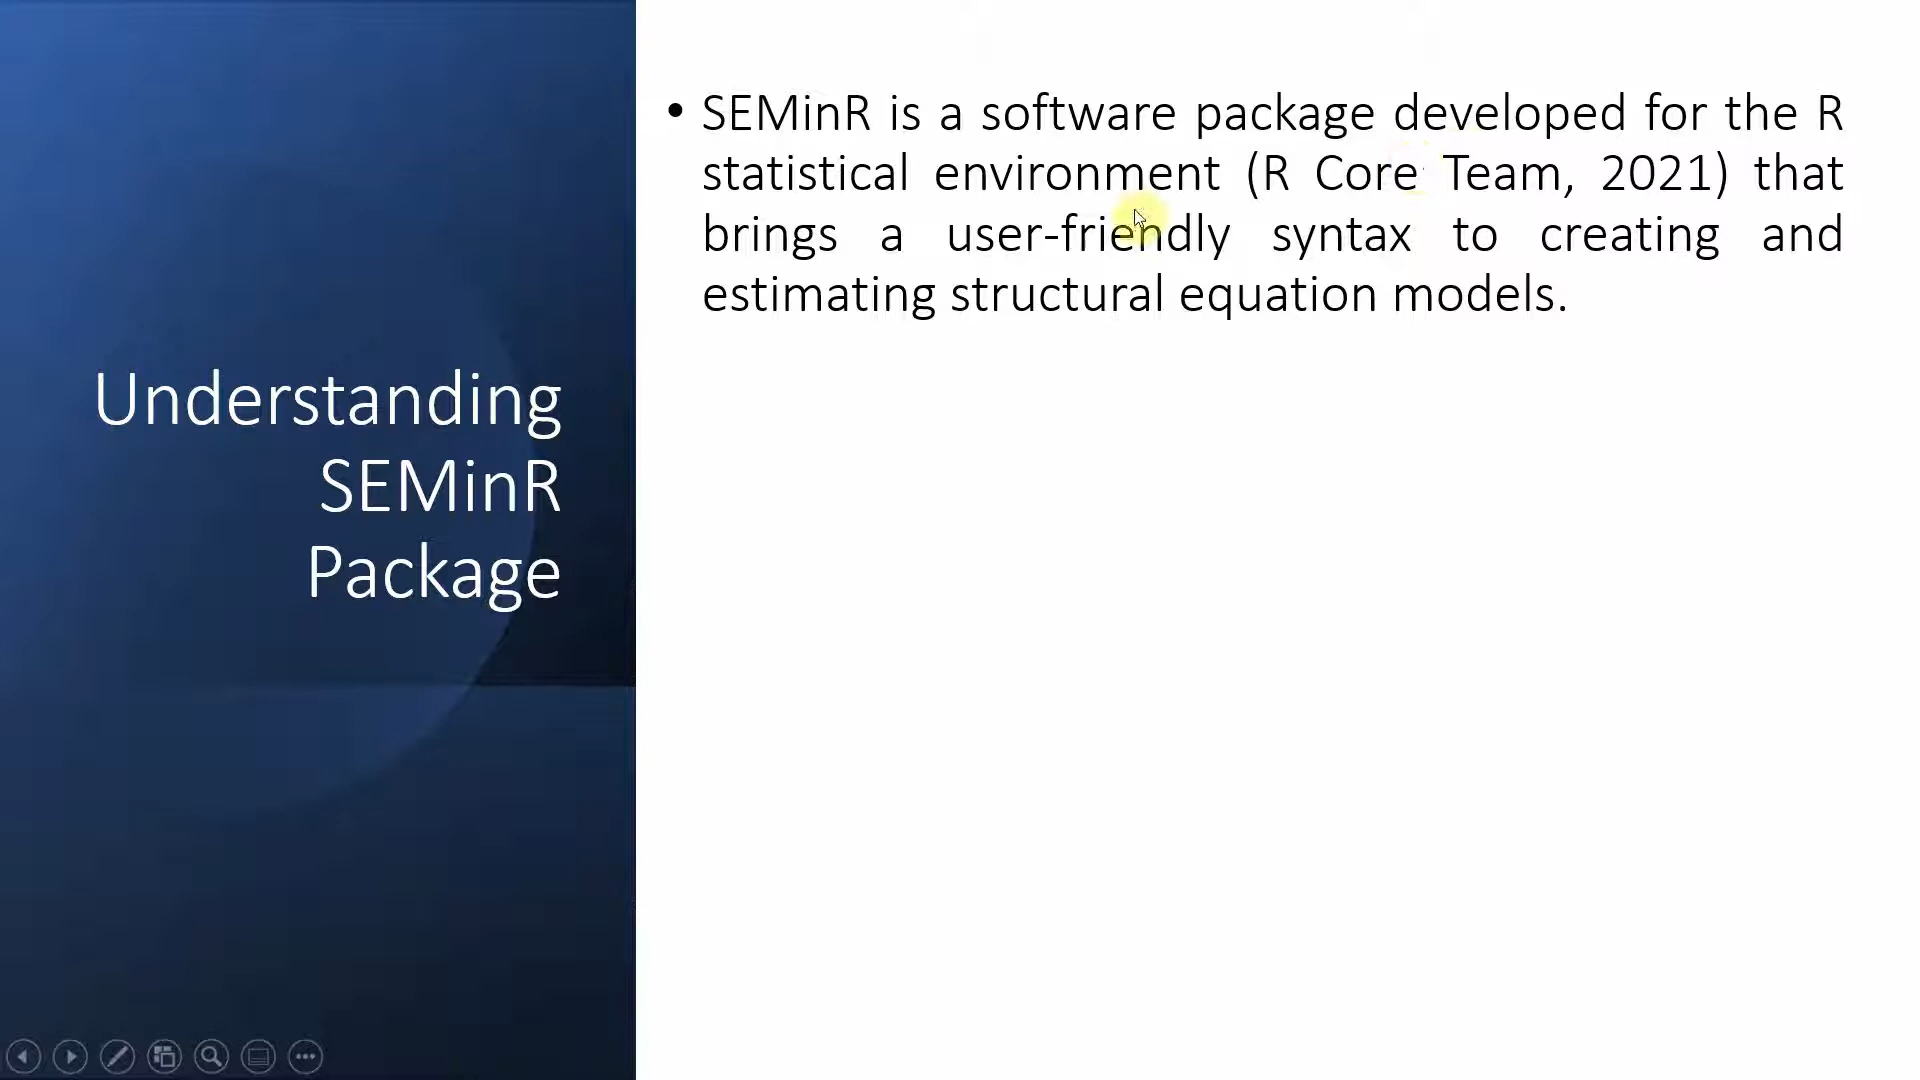 Understanding
SEMinR
Package
• SEMinR is a software package developed for the R
statistical environment (R Core Team, 2021) that
brings a user-friendly syntax to creating and
estimating structural equation models.